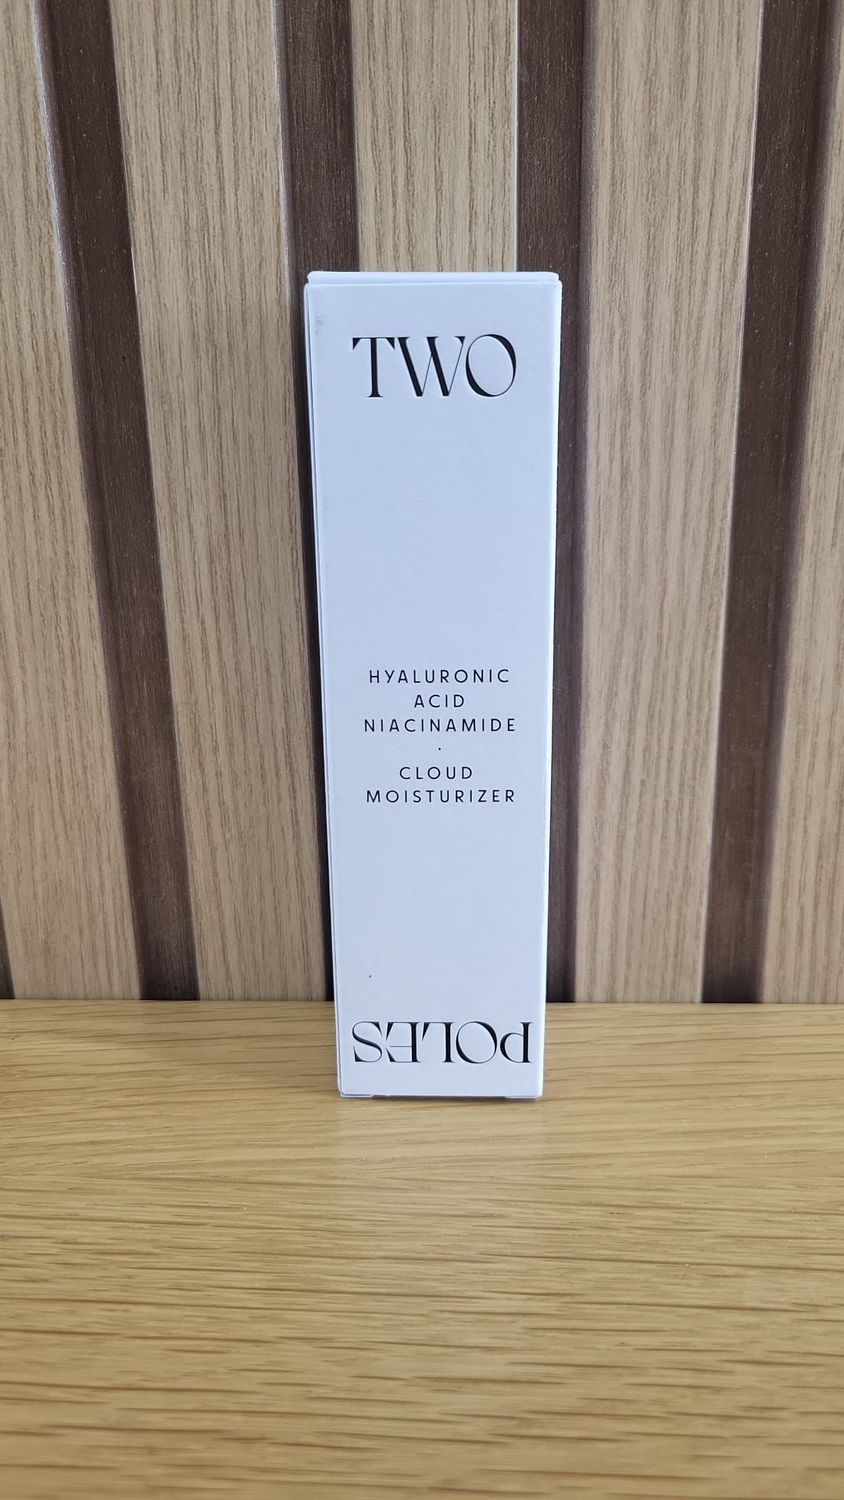 TWO
HYALURONIC
ACID
NIACINAMIDE
·
CLOUD
MOISTURIZER
POLES